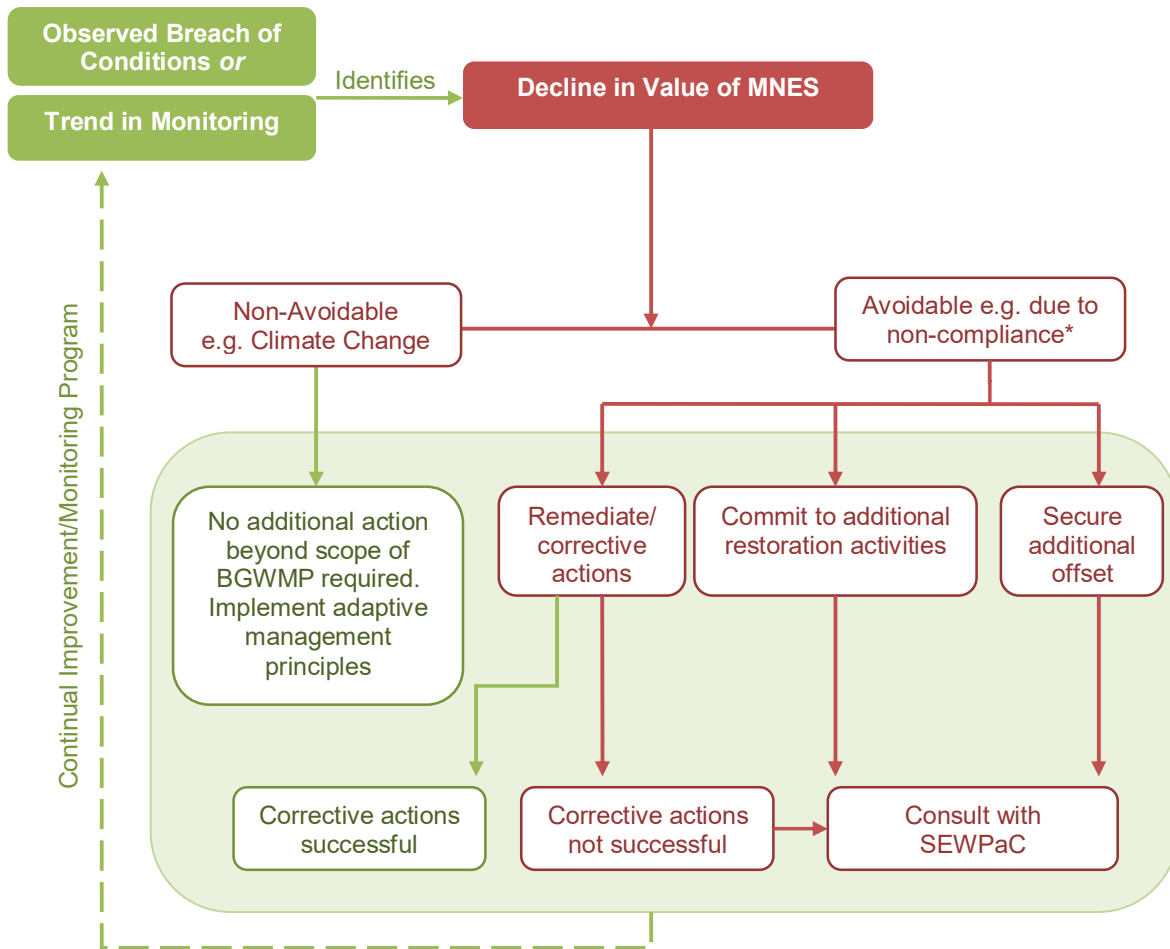 Observed Breach of
Conditions or
Trend in Monitoring
Identifies
Decline in Value of MNES
Non-Avoidable
e.g. Climate Change
Avoidable e.g. due to
non-compliance*
Continual Improvement/Monitoring Program
No additional action
beyond scope of
BGWMP required.
Implement adaptive
management
principles
Remediate/
corrective
actions
Commit to additional
restoration activities
Secure
additional
offset
Corrective actions
successful
Corrective actions
not successful
Consult with
SEWPaC